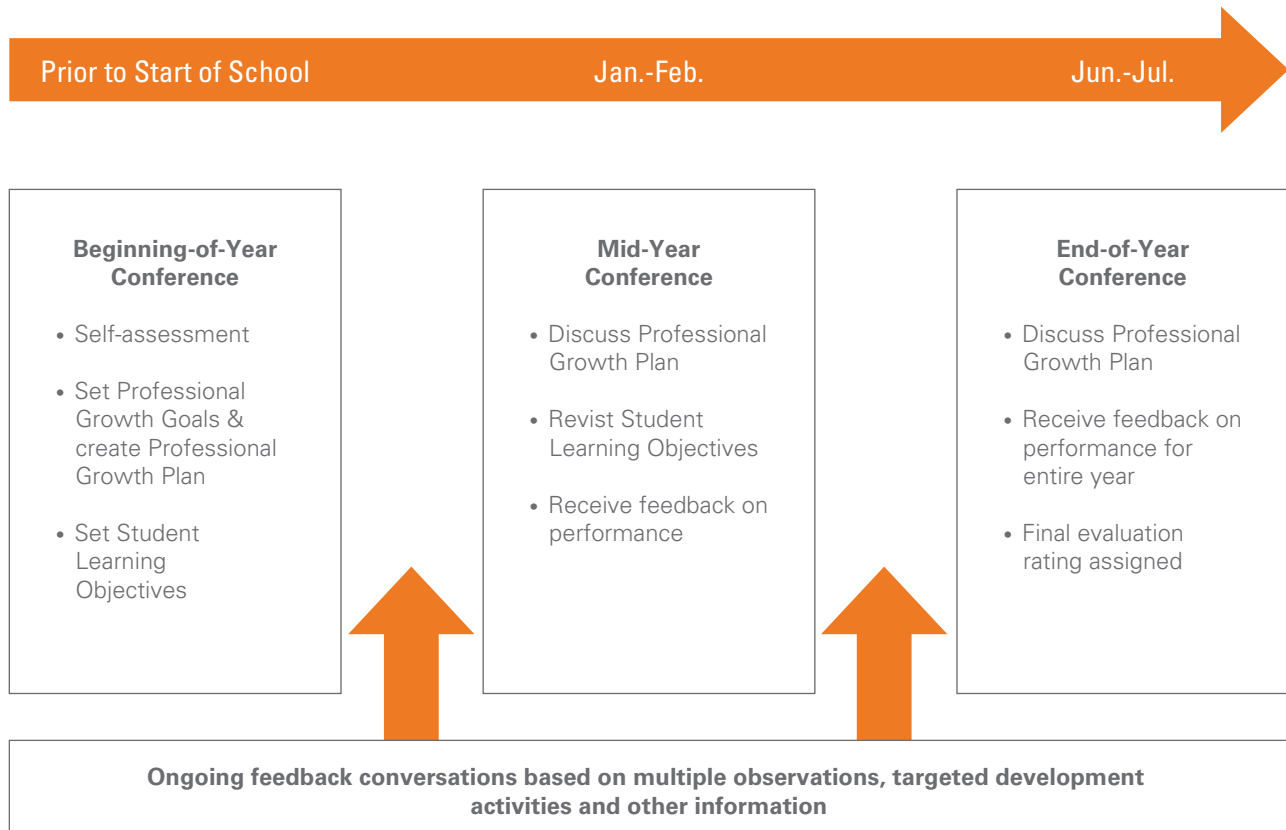 Prior to Start of School
Jan.-Feb.
Jun.-Jul.
Beginning-of-Year
Conference
• Self-assessment
• Set Professional
Growth Goals &
create Professional
Growth Plan
• Set Student
Learning
Objectives
Mid-Year
Conference
• Discuss Professional
Growth Plan
• Revist Student
Learning Objectives
• Receive feedback on
performance
End-of-Year
Conference
• Discuss Professional
Growth Plan
• Receive feedback on
performance for
entire year
• Final evaluation
rating assigned
Ongoing feedback conversations based on multiple observations, targeted development
activities and other information